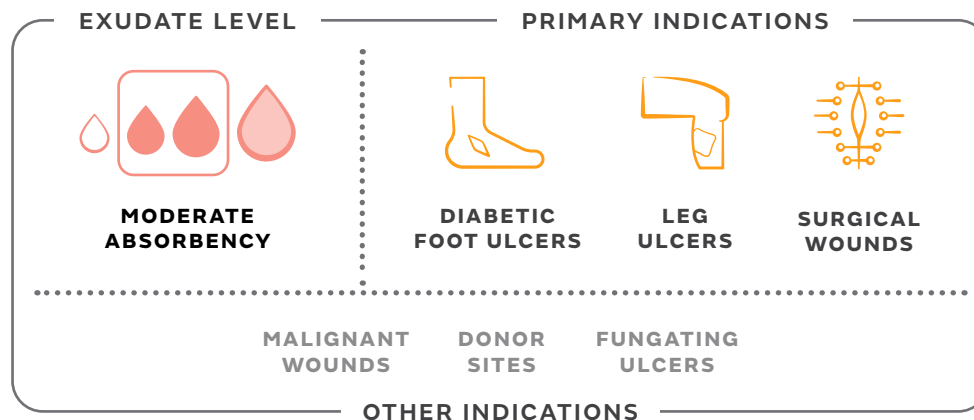 EXUDATE LEVEL
PRIMARY INDICATIONS
MODERATE
ABSORBENCY
DIABETIC
FOOT ULCERS
LEG
ULCERS
SURGICAL
WOUNDS
MALIGNANT
WOUNDS
DONOR
SITES
FUNGATING
ULCERS
OTHER INDICATIONS